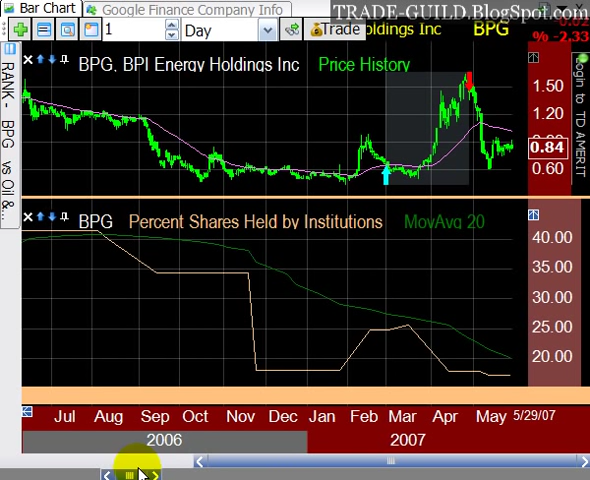 Bar Chart
Google Finance Company Info
TRADE-GUILD.BlogSpot.com
1
Day
Trade
oldings Inc
BPG
% -2.33
RANK - BPG vs Oil &...
BPG, BPI Energy Holdings Inc
Price History
1.50
1.20
0.84
0.60
Login to TD AMERIT
BPG
Percent Shares Held by Institutions
MovAvg 20
40.00
35.00
30.00
25.00
20.00
Jul Aug Sep Oct Nov Dec Jan Feb Mar Apr May 5/29/07
2006
2007